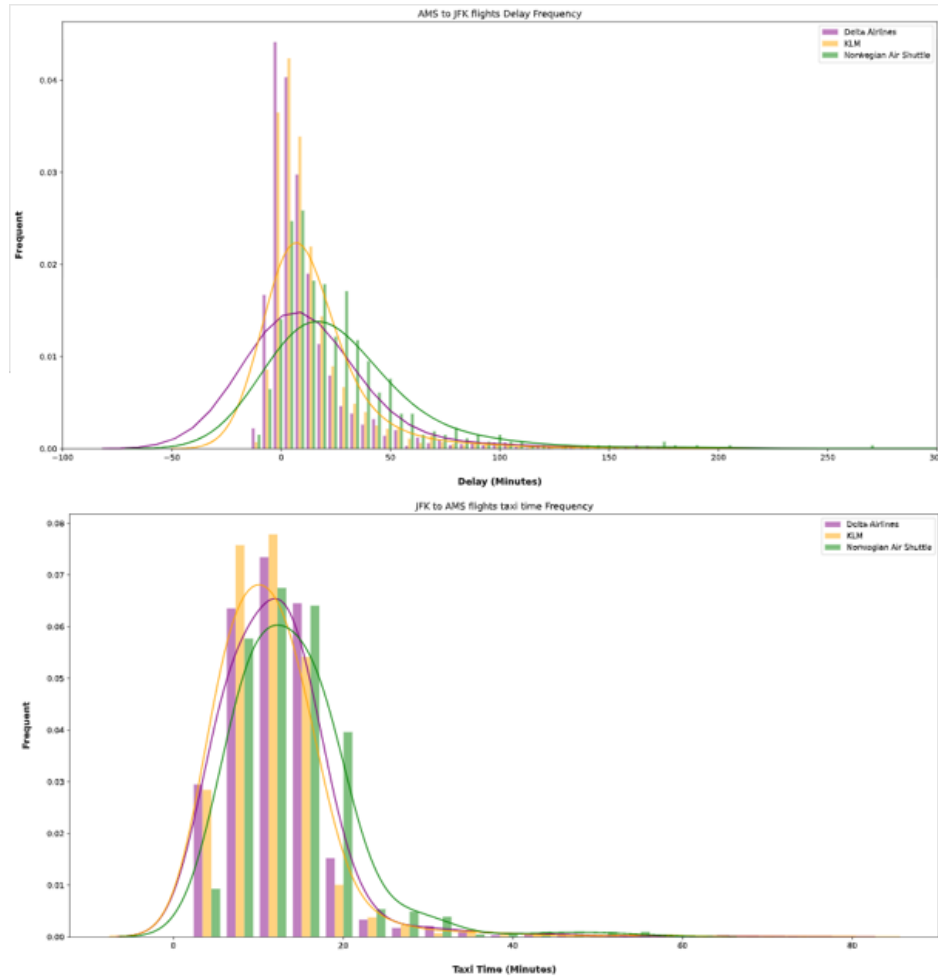 AMS to JFK flights Delay Frequency
Delta Airlines
KLM
Norwegian Air Shuttle
0.04
0.03
0.02
0.01
0.00
Frequent
−100
−50
0
50
100
150
200
250
300
Delay (Minutes)
JFK to AMS flights taxi time Frequency
Delta Airlines
KLM
Norwegian Air Shuttle
0.08
0.07
0.06
0.05
0.04
0.03
0.02
0.01
0.00
Frequent
0
20
40
60
80
Taxi Time (Minutes)